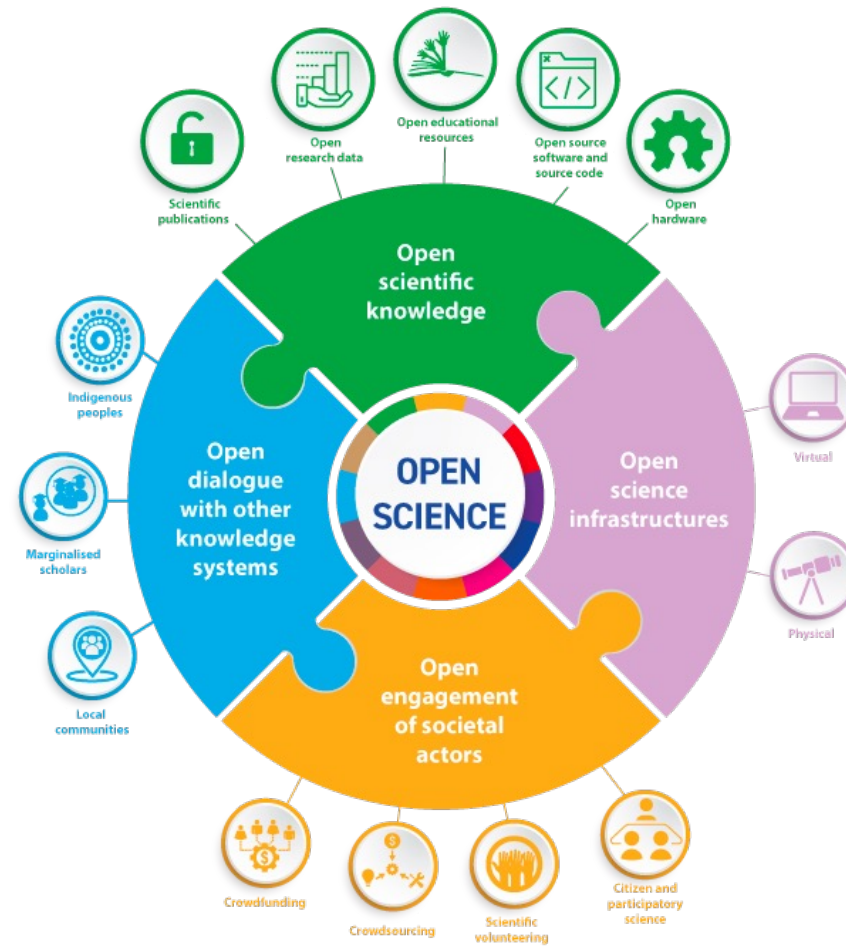 Open educational
resources
Open
research data
Open source
software and
source code
Scientific
publications
Open
hardware
Open
scientific
knowledge
Indigenous
peoples
Virtual
Open
dialogue
with other
knowledge
systems
OPEN
SCIENCE
Open
science
infrastructures
Marginalised
scholars
Physical
Local
communities
Open
engagement
of societal
actors
Crowdfunding
Crowdsourcing
Scientific
volunteering
Citizen and
participatory
science